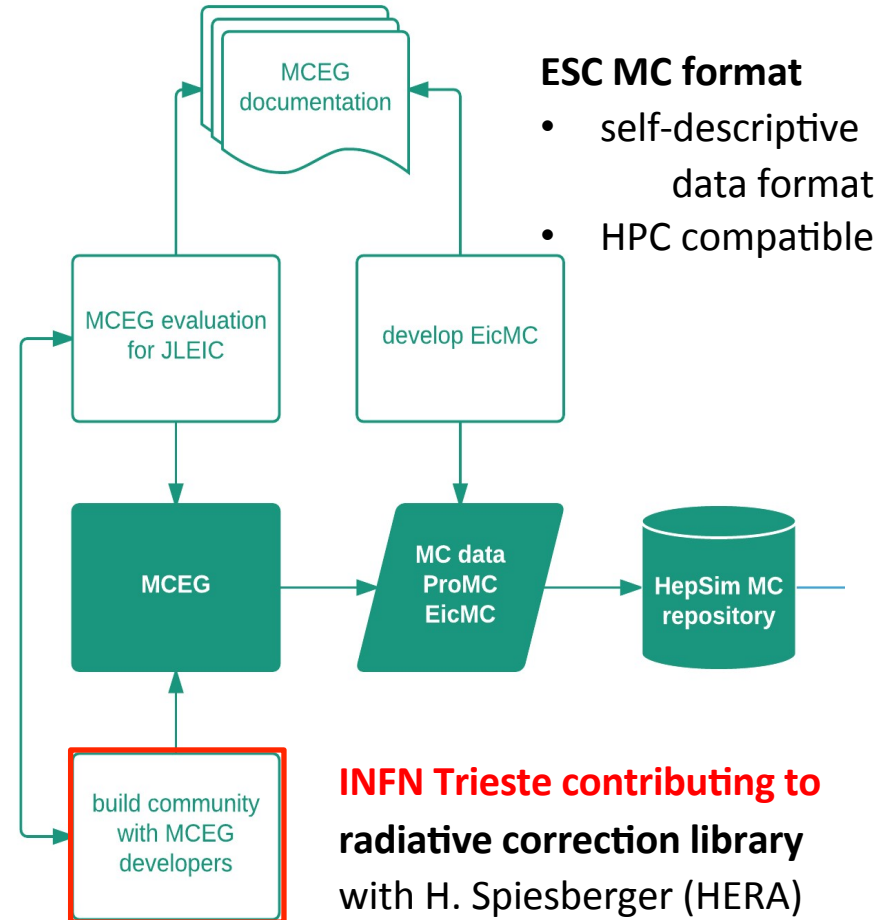 MCEG
documentation
ESC MC format
• self-descriptive
data format
• HPC compatible
MCEG evaluation
for JLEIC
develop EicMC
MCEG
MC data
ProMC
EicMC
HepSim MC
repository
build community
with MCEG
developers
INFN Trieste contributing to
radiative correction library
with H. Spiesberger (HERA)